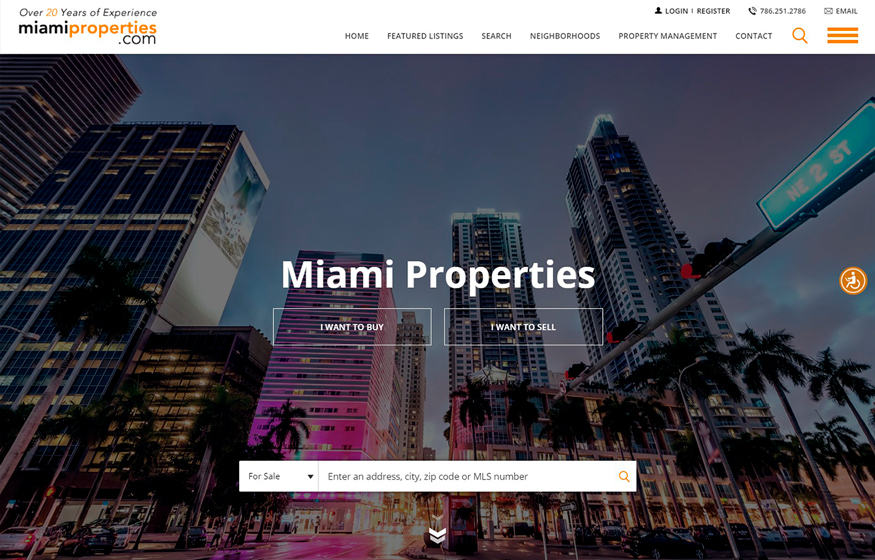 Over 20 Years of Experience
miamiproperties
.com
LOGIN | REGISTER
786.251.2786
EMAIL
HOME
FEATURED LISTINGS
SEARCH
NEIGHBORHOODS
PROPERTY MANAGEMENT
CONTACT
NE 2 ST
Miami Properties
I WANT TO BUY
I WANT TO SELL
For Sale
Enter an address, city, zip code or MLS number